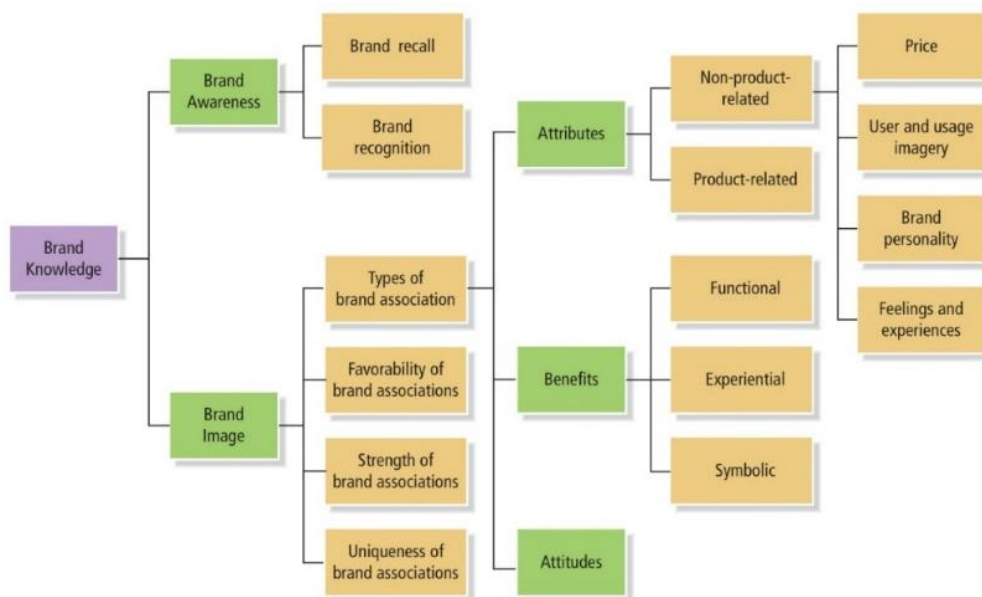 Brand
Knowledge
Brand
Awareness
Brand recall
Brand
recognition
Brand
Image
Types of
brand association
Favorability of
brand associations
Strength of
brand associations
Uniqueness of
brand associations
Attributes
Non-product-
related
Price
User and usage
imagery
Brand
personality
Feelings and
experiences
Product-related
Benefits
Functional
Experiential
Symbolic
Attitudes